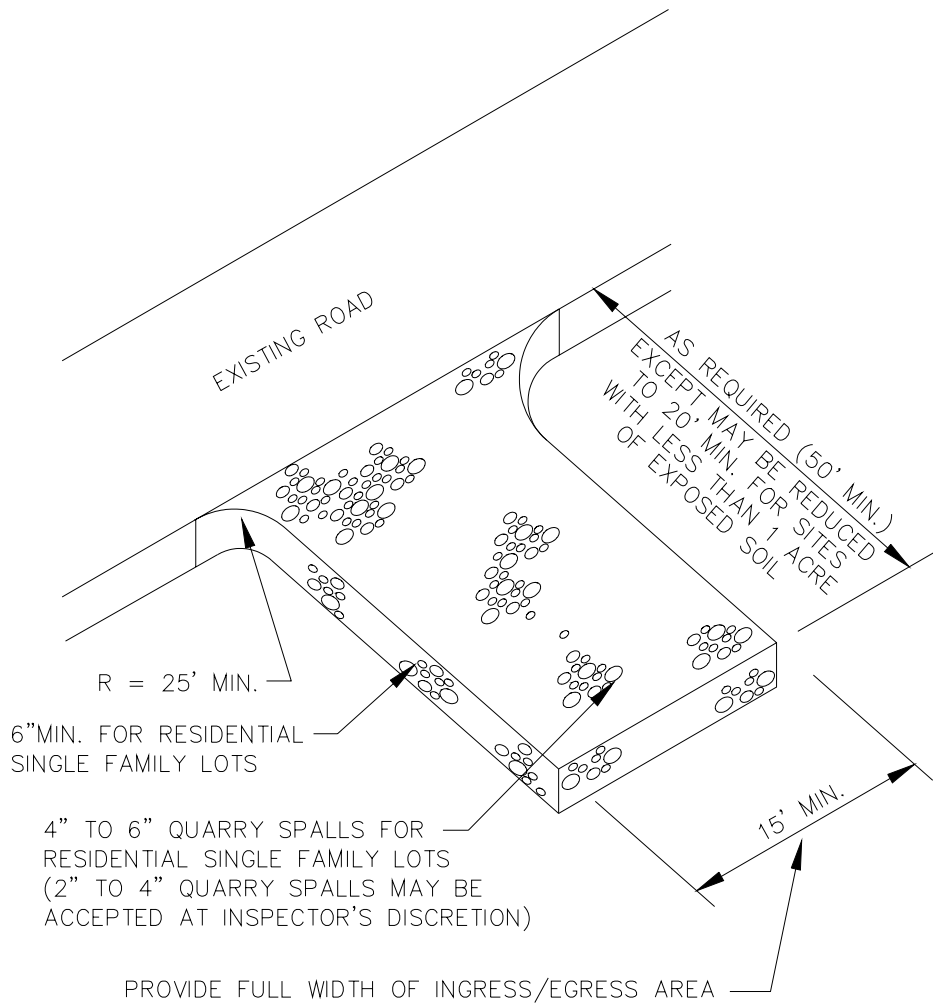 EXISTING ROAD
AS REQUIRED (50' MIN.)
EXCEPT MAY BE REDUCED
TO 20' MIN. FOR SITES
WITH LESS THAN 1 ACRE
OF EXPOSED SOIL
R = 25' MIN.
6"MIN. FOR RESIDENTIAL
SINGLE FAMILY LOTS
4" TO 6" QUARRY SPALLS FOR
RESIDENTIAL SINGLE FAMILY LOTS
(2" TO 4" QUARRY SPALLS MAY BE
ACCEPTED AT INSPECTOR'S DISCRETION)
15' MIN.
PROVIDE FULL WIDTH OF INGRESS/EGRESS AREA